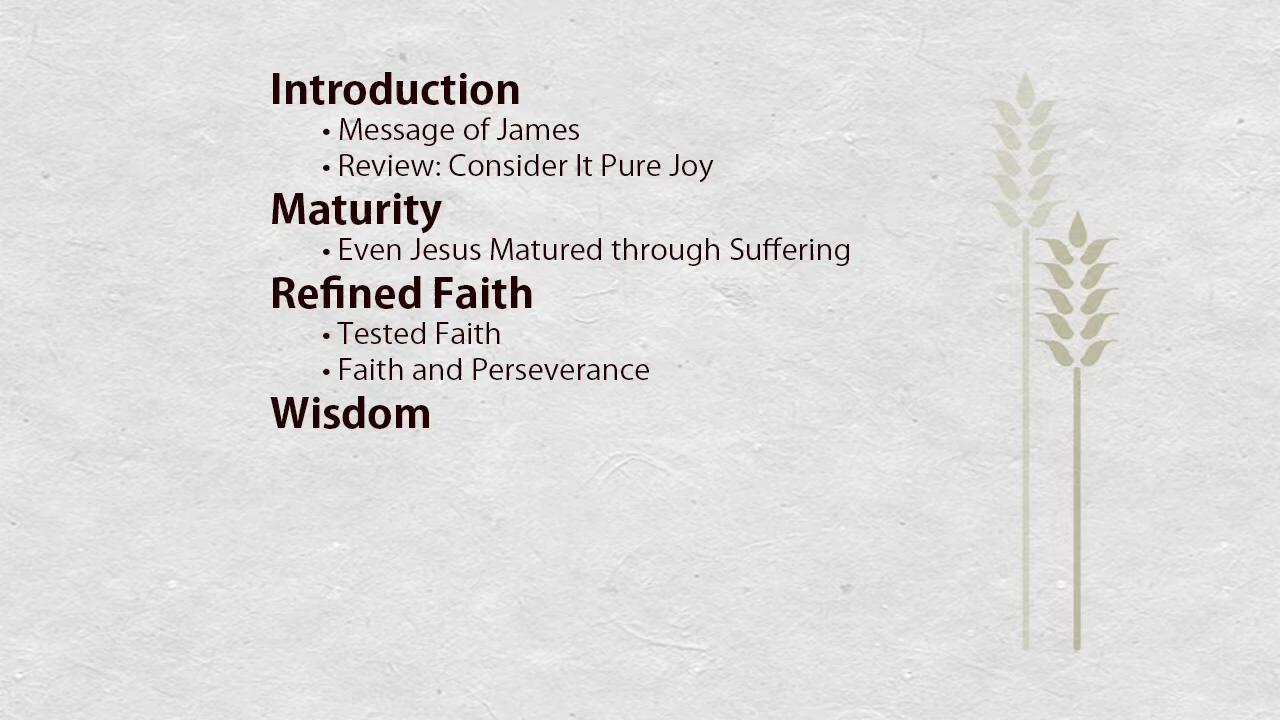 Introduction
• Message of James
• Review: Consider It Pure Joy
Maturity
• Even Jesus Matured through Suffering
Refined Faith
• Tested Faith
• Faith and Perseverance
Wisdom